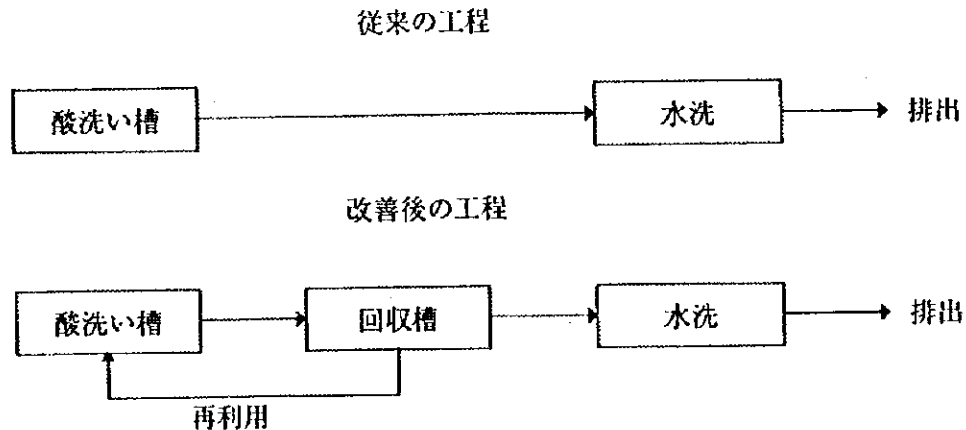 従来の工程
酸洗い槽
水洗
排出
改善後の工程
酸洗い槽
回収槽
水洗
排出
再利用